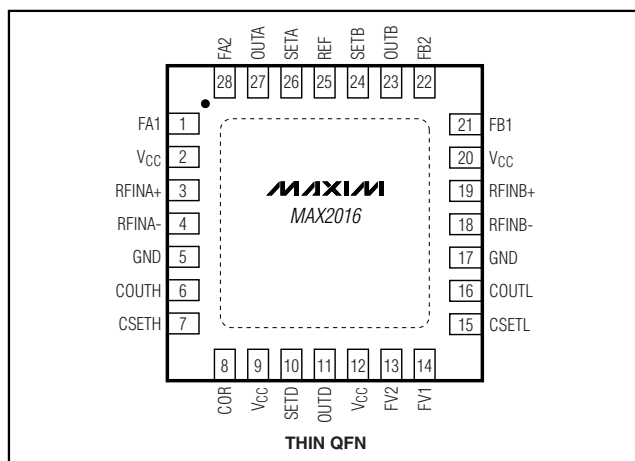 FA2 OUTA SETA REF SETB OUTB FB2
28 27 26 25 24 23 22
FA1 1 21 FB1
VCC 2 20 VCC
RFINA+ 3 MAXIM 19 RFINB+
RFINA- 4 MAX2016 18 RFINB-
GND 5 17 GND
COUTH 6 16 COUTL
CSETH 7 15 CSETL
8 9 10 11 12 13 14
COR VCC SETD OUTD VCC FV2 FV1
THIN QFN